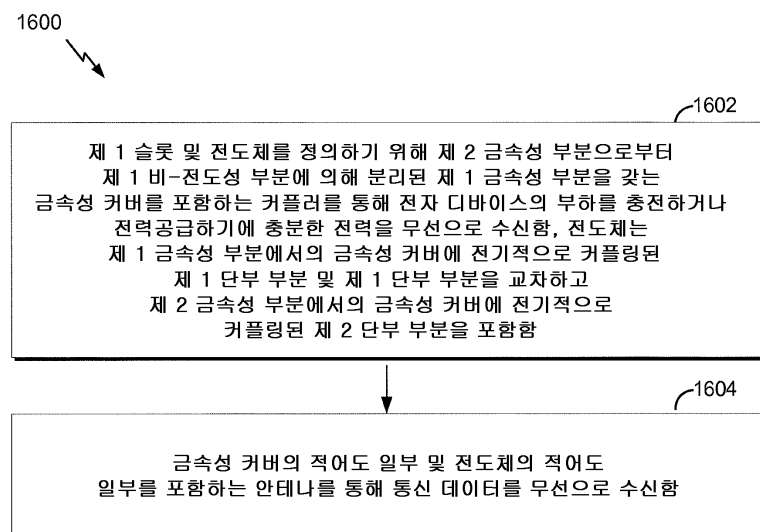 1600
1602
제 1 슬롯 및 전도체를 정의하기 위해 제 2 금속성 부분으로부터
제 1 비-전도성 부분에 의해 분리된 제 1 금속성 부분을 갖는
금속성 커버를 포함하는 커플러를 통해 전자 디바이스의 부하를 충전하거나
전력공급하기에 충분한 전력을 무선으로 수신함, 전도체는
제 1 금속성 부분에서의 금속성 커버에 전기적으로 커플링된
제 1 단부 부분 및 제 1 단부 부분을 교차하고
제 2 금속성 부분에서의 금속성 커버에 전기적으로
커플링된 제 2 단부 부분을 포함함
1604
금속성 커버의 적어도 일부 및 전도체의 적어도
일부를 포함하는 안테나를 통해 통신 데이터를 무선으로 수신함